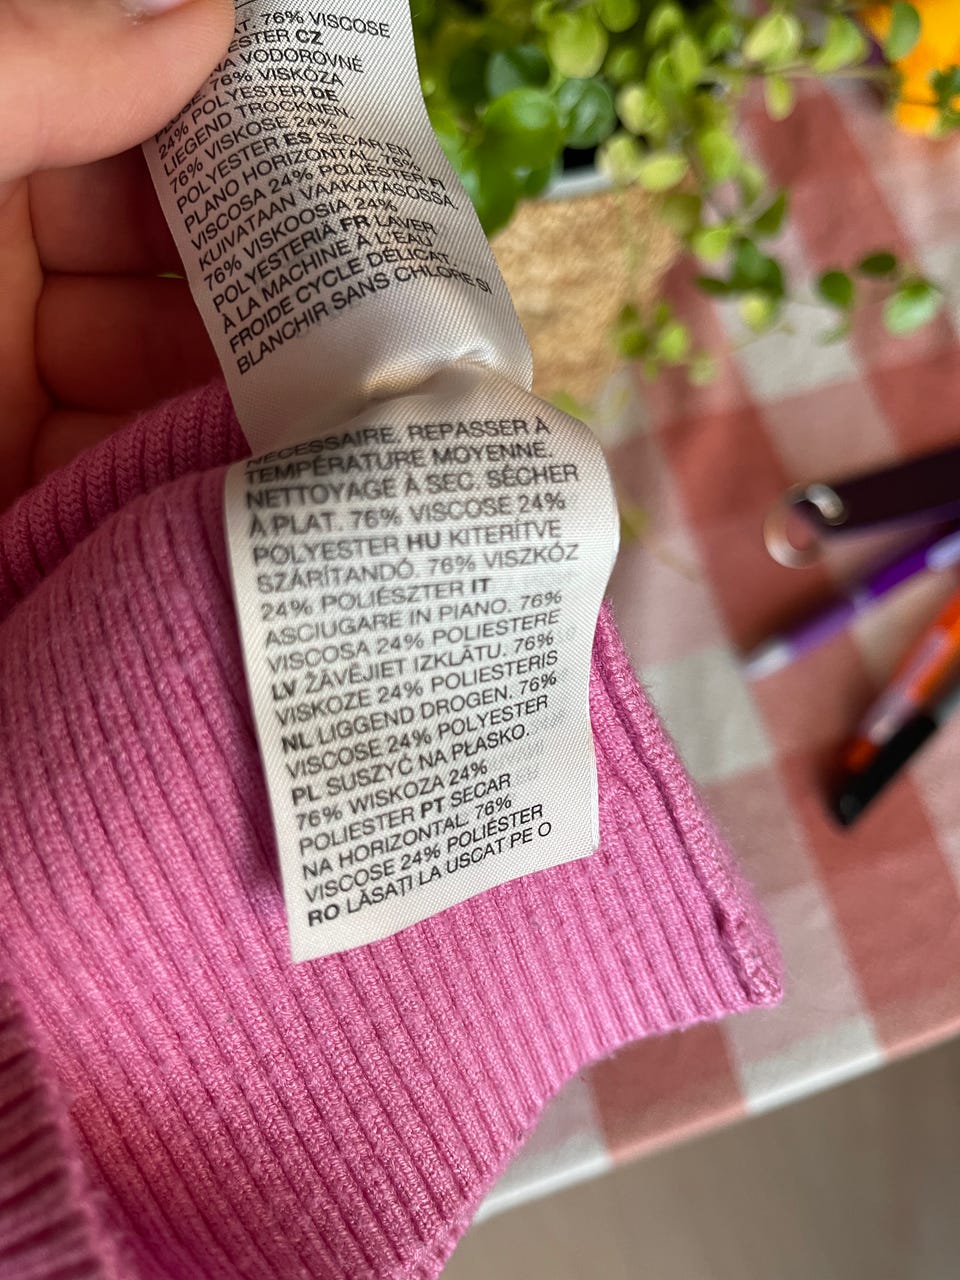 T. 76% VISCOSE
ESTER CZ
NA VODOROVNÉ
76% VISKÓZA
24% POLYESTER DE
LIEGEND TROCKNEN.
76% VISKOSE 24%
POLYESTER ES SECAR EN
PLANO HORIZONTAL. 76%
VISCOSA 24% POLIÉSTER FI
KUIVATAAN VAAKATASOSSA.
76% VISKOOSIA 24%
POLYESTERIÄ FR LAVER
À LA MACHINE À L'EAU
FROIDE CYCLE DÉLICAT
BLANCHIR SANS CHLORE SI
NÉCESSAIRE. REPASSER À
TEMPÉRATURE MOYENNE.
NETTOYAGE À SEC. SÉCHER
À PLAT. 76% VISCOSE 24%
POLYESTER HU KITERÍTVE
SZÁRÍTANDÓ. 76% VISZKÓZ
24% POLIÉSZTER IT
ASCIUGARE IN PIANO. 76%
VISCOSA 24% POLIESTERE
LV ŽĀVĒJIET IZKLĀTU. 76%
VISKOZE 24% POLIESTERIS
NL LIGGEND DROGEN. 76%
VISCOSE 24% POLYESTER
PL SUSZYĆ NA PŁASKO.
76% WISKOZA 24%
POLIESTER PT SECAR
NA HORIZONTAL. 76%
VISCOSE 24% POLIÉSTER
RO LĂSAȚI LA USCAT PE O